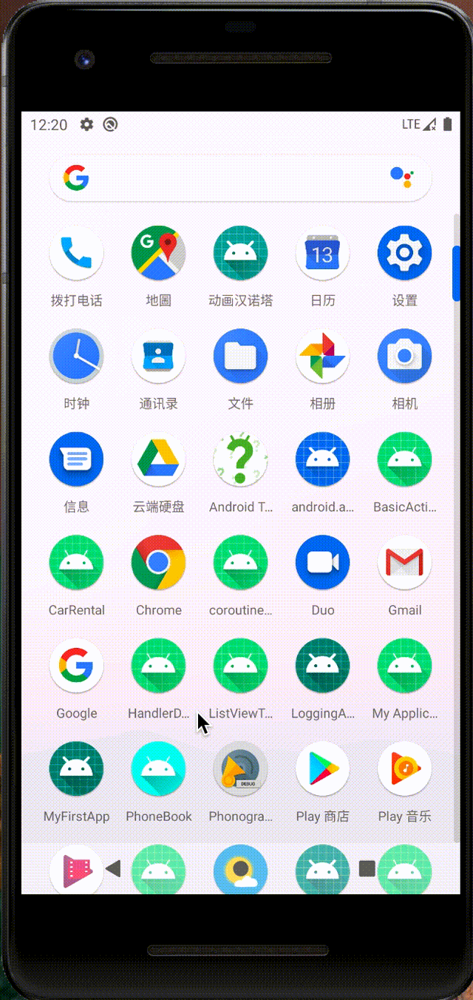 12:20 LTE
G
G 13
拨打电话 地圖 动画汉诺塔 日历 设置
时钟 通讯录 文件 相册 相机
?
信息 云端硬盘 Android T… android.a… BasicActi…
CarRental Chrome coroutine… Duo Gmail
G
Google HandlerD… ListViewT… LoggingA… My Applic…
DEBUG
MyFirstApp PhoneBook Phonogra… Play 商店 Play 音乐